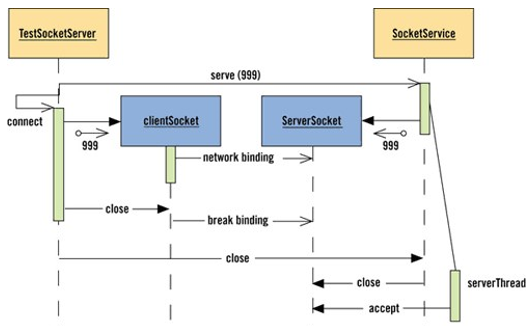 TestSocketServer
SocketService
serve (999)
connect
clientSocket
ServerSocket
999
999
network binding
close
break binding
close
close
serverThread
accept